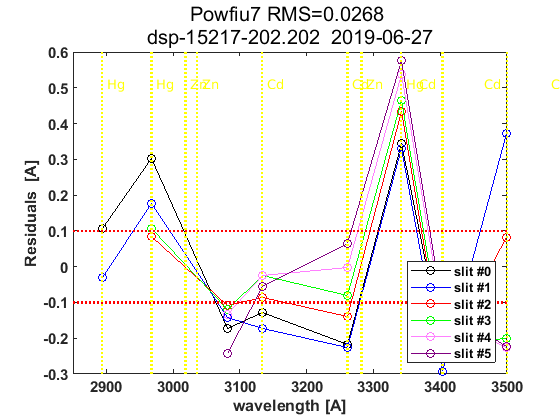 Powfiu7 RMS=0.0268
dsp-15217-202.202  2019-06-27
0.6
0.5
0.4
0.3
0.2
0.1
0
-0.1
-0.2
-0.3
Residuals [A]
Hg
Hg
Zn
Zn
Cd
Cd
Zn
Hg
Cd
Cd
C
slit #0
slit #1
slit #2
slit #3
slit #4
slit #5
2900 3000 3100 3200 3300 3400 3500
wavelength [A]